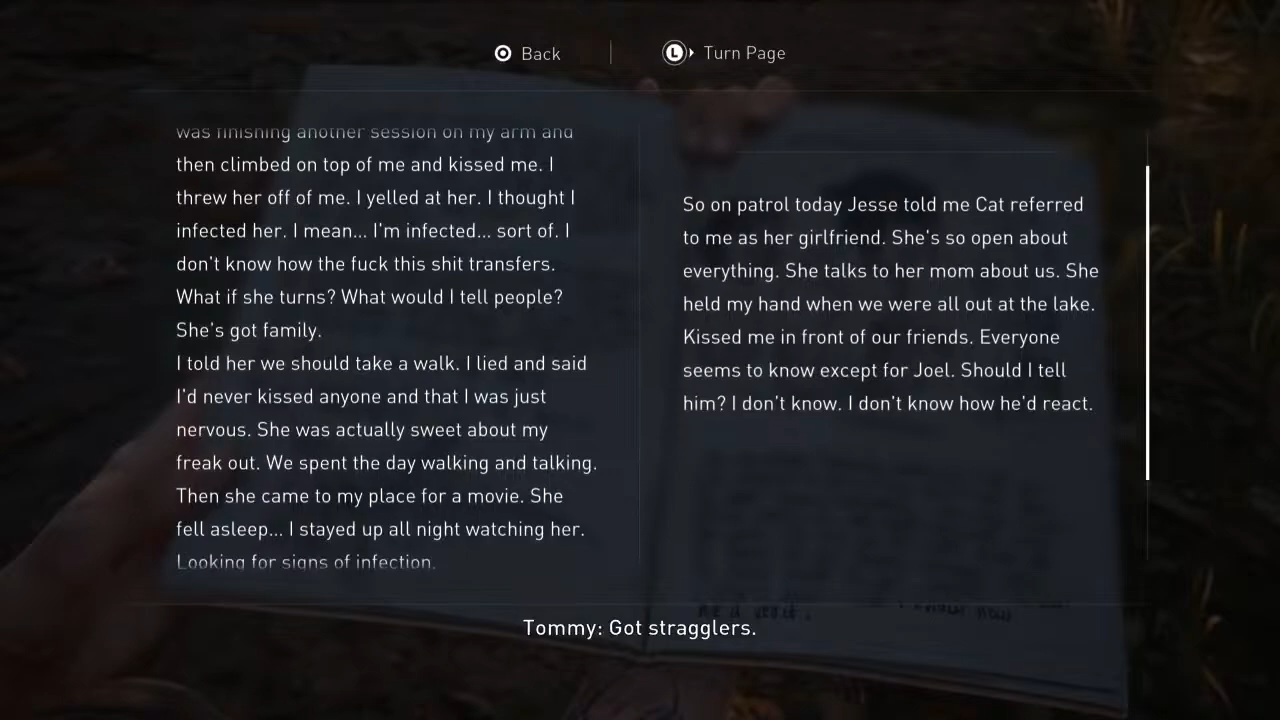 Back
L Turn Page
was finishing another session on my arm and
then climbed on top of me and kissed me. I
threw her off of me. I yelled at her. I thought I
infected her. I mean... I'm infected... sort of. I
don't know how the fuck this shit transfers.
What if she turns? What would I tell people?
She's got family.
I told her we should take a walk. I lied and said
I'd never kissed anyone and that I was just
nervous. She was actually sweet about my
freak out. We spent the day walking and talking.
Then she came to my place for a movie. She
fell asleep... I stayed up all night watching her.
Looking for signs of infection.
So on patrol today Jesse told me Cat referred
to me as her girlfriend. She's so open about
everything. She talks to her mom about us. She
held my hand when we were all out at the lake.
Kissed me in front of our friends. Everyone
seems to know except for Joel. Should I tell
him? I don't know. I don't know how he'd react.
Tommy: Got stragglers.